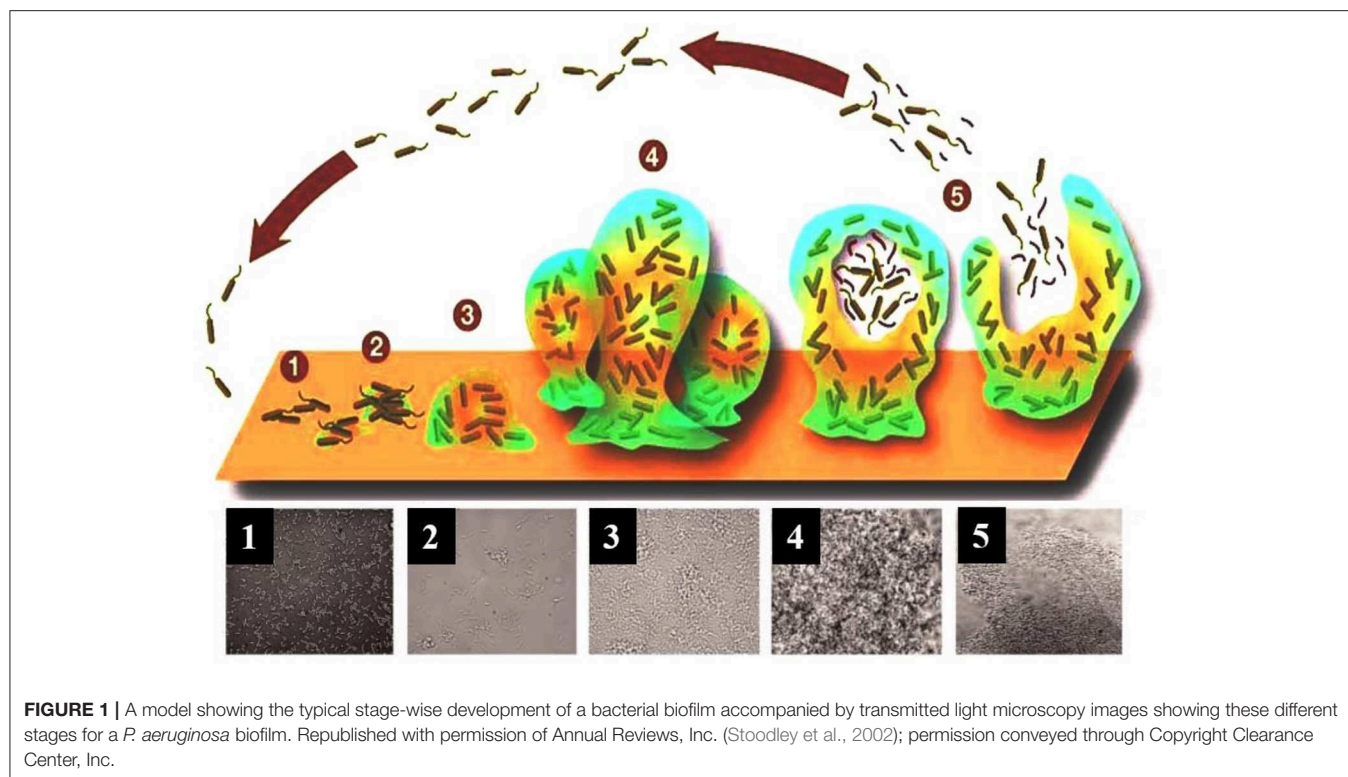 4
5
3
2
1
1 2 3 4 5
FIGURE 1 | A model showing the typical stage-wise development of a bacterial biofilm accompanied by transmitted light microscopy images showing these different
stages for a P. aeruginosa biofilm. Republished with permission of Annual Reviews, Inc. (Stoodley et al., 2002); permission conveyed through Copyright Clearance
Center, Inc.